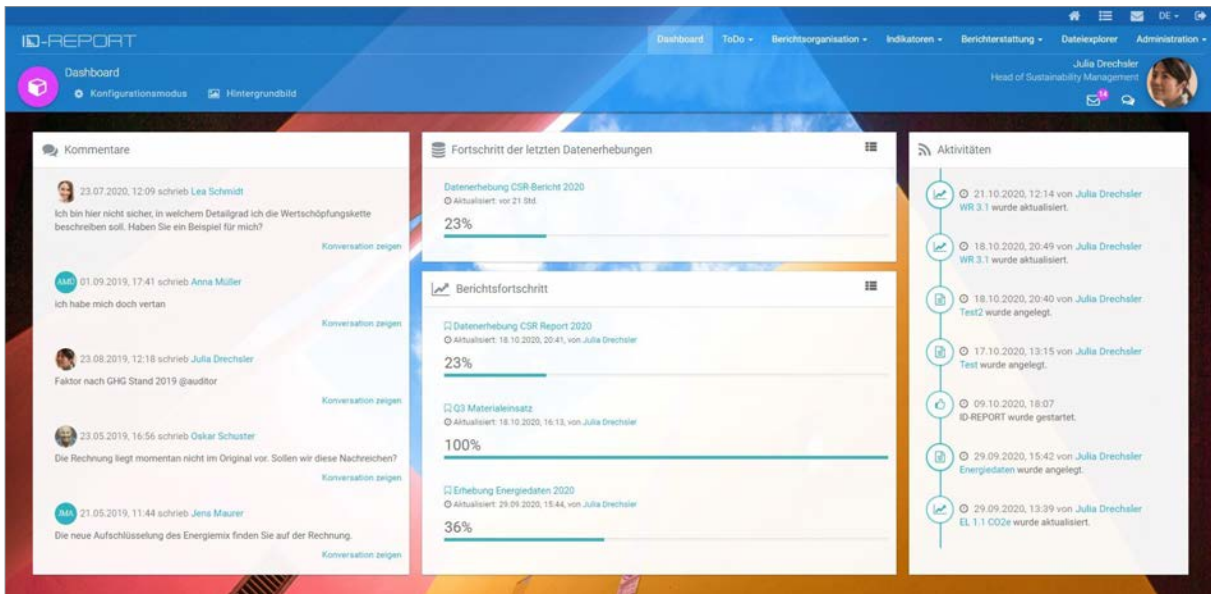 DE
ID-REPORT
Dashboard
ToDo
Berichtsorganisation
Indikatoren
Berichterstattung
Dateiexplorer
Administration
Dashboard
Konfigurationsmodus
Hintergrundbild
Julia Drechsler
Head of Sustainability Management
14
Kommentare
23.07.2020, 12:09 schrieb Lea Schmidt
Ich bin hier nicht sicher, in welchem Detailgrad ich die Wertschöpfungskette
beschreiben soll. Haben Sie ein Beispiel für mich?
Konversation zeigen
AMÜ
01.09.2019, 17:41 schrieb Anna Müller
ich habe mich doch vertan
Konversation zeigen
23.08.2019, 12:18 schrieb Julia Drechsler
Faktor nach GHG Stand 2019 @auditor
Konversation zeigen
23.05.2019, 16:56 schrieb Oskar Schuster
Die Rechnung liegt momentan nicht im Original vor. Sollen wir diese Nachreichen?
Konversation zeigen
JMA
21.05.2019, 11:44 schrieb Jens Maurer
Die neue Aufschlüsselung des Energiemix finden Sie auf der Rechnung.
Konversation zeigen
Fortschritt der letzten Datenerhebungen
Datenerhebung CSR-Bericht 2020
Aktualisiert: vor 21 Std.
23%
Berichtsfortschritt
Datenerhebung CSR Report 2020
Aktualisiert: 18.10.2020, 20:41, von Julia Drechsler
23%
Q3 Materialeinsatz
Aktualisiert: 18.10.2020, 16:13, von Julia Drechsler
100%
Erhebung Energiedaten 2020
Aktualisiert: 29.09.2020, 15:44, von Julia Drechsler
36%
Aktivitäten
21.10.2020, 12:14 von Julia Drechsler
WR 3.1 wurde aktualisiert.
18.10.2020, 20:49 von Julia Drechsler
WR 3.1 wurde aktualisiert.
18.10.2020, 20:40 von Julia Drechsler
Test2 wurde angelegt.
17.10.2020, 13:15 von Julia Drechsler
Test wurde angelegt.
09.10.2020, 18:07
ID-REPORT wurde gestartet.
29.09.2020, 15:42 von Julia Drechsler
Energiedaten wurde angelegt.
29.09.2020, 13:39 von Julia Drechsler
EL 1.1 CO2e wurde aktualisiert.